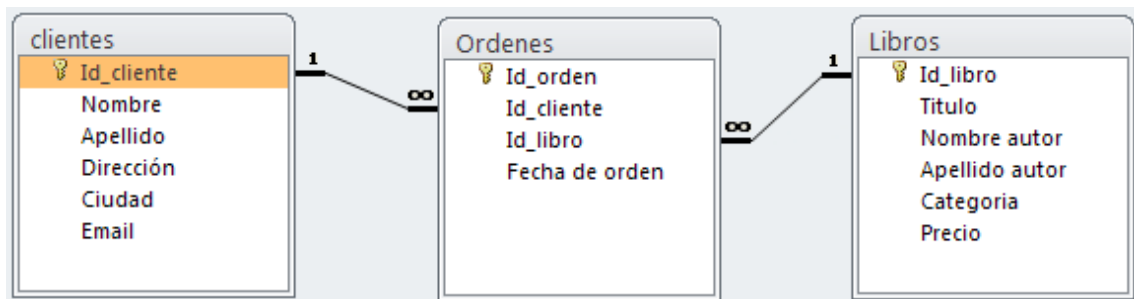 clientes
Id_cliente
Nombre
Apellido
Dirección
Ciudad
Email
1
∞
Ordenes
Id_orden
Id_cliente
Id_libro
Fecha de orden
∞
1
Libros
Id_libro
Titulo
Nombre autor
Apellido autor
Categoria
Precio